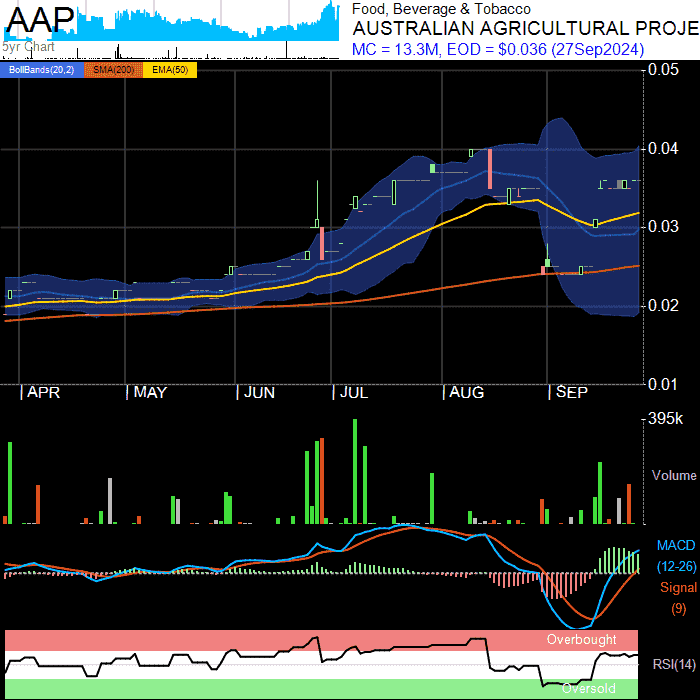 AAP
5yr Chart
Food, Beverage & Tobacco
AUSTRALIAN AGRICULTURAL PROJE
MC = 13.3M, EOD = $0.036 (27Sep2024)
BollBands(20,2) SMA(200) EMA(50)
0.05
0.04
0.03
0.02
0.01
APR MAY JUN JUL AUG SEP
395k
Volume
MACD
(12-26)
Signal
(9)
Overbought
RSI(14)
Oversold